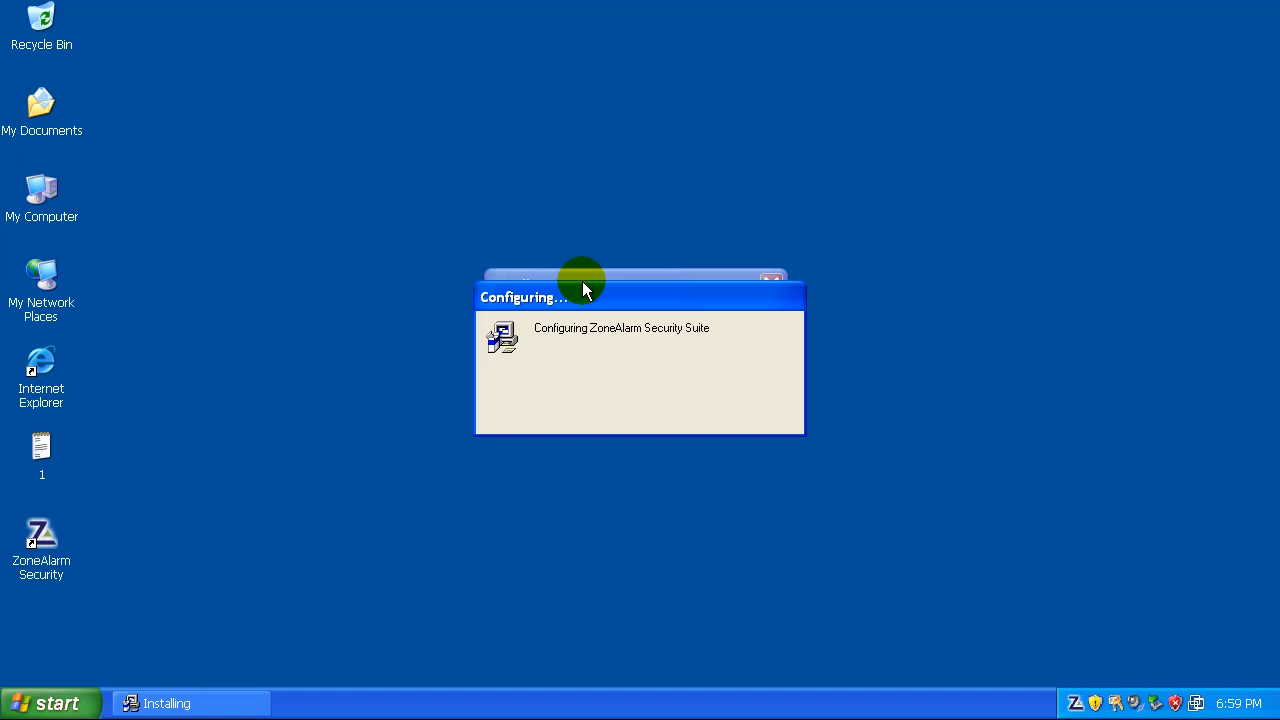 Recycle Bin
My Documents
My Computer
My Network
Places
Internet
Explorer
1
ZoneAlarm
Security
Configuring...
Configuring ZoneAlarm Security Suite
start
Installing
6:59 PM